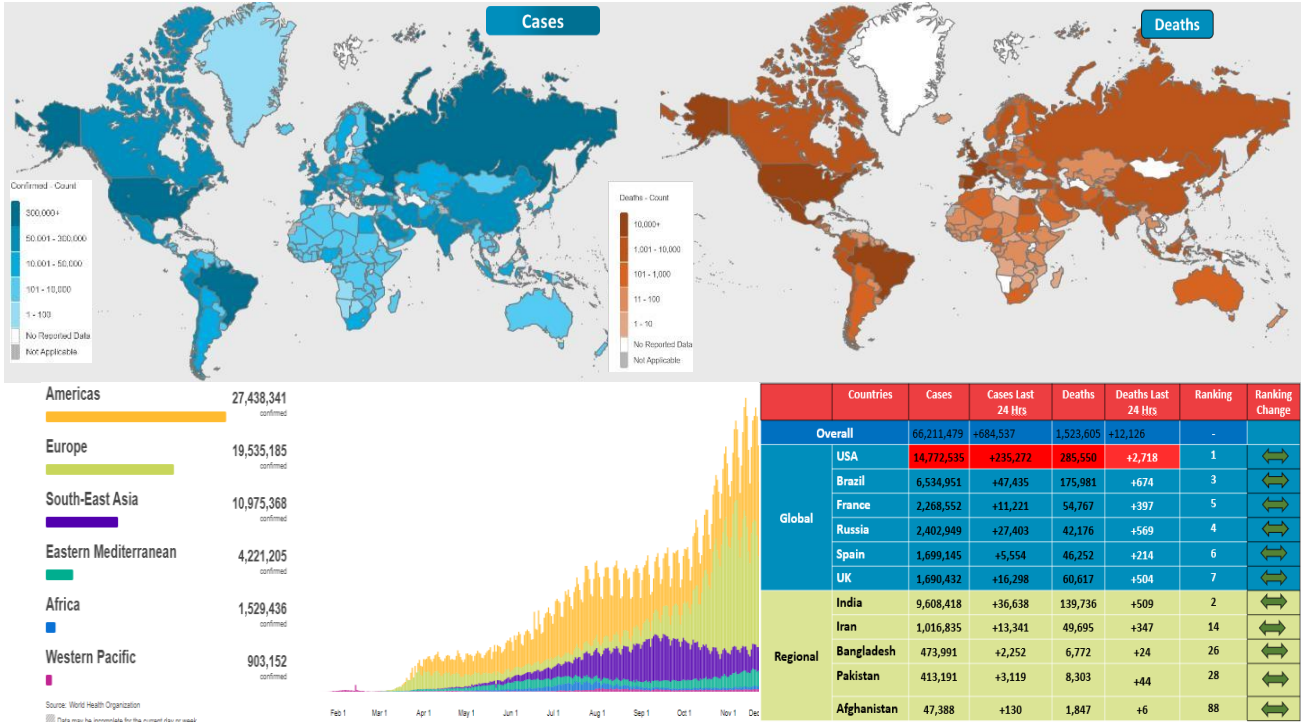 Cases
Deaths
Confirmed - Count
300,000+
50.001 - 300.000
10.001 - 50,000
101 - 10,000
1 - 100
No Reported Data
Not Applicable
Deaths - Count
10,000+
1.001 - 10,000
101 - 1,000
11 - 100
1 - 10
No Reported Data
Not Applicable
Americas 27,438,341
confirmed
Europe 19,535,185
confirmed
South-East Asia 10,975,368
confirmed
Eastern Mediterranean 4,221,205
confirmed
Africa 1,529,436
confirmed
Western Pacific 903,152
confirmed
Source: World Health Organization
Data may be incomplete for the current day or week
Feb 1 Mar 1 Apr 1 May 1 Jun 1 Jul 1 Aug 1 Sep 1 Oct 1 Nov 1 Dec
Countries Cases Cases Last 24 Hrs Deaths Deaths Last 24 Hrs Ranking Ranking Change
Overall 66,211,479 +684,537 1,523,605 +12,126 -
Global
USA 14,772,535 +235,272 285,550 +2,718 1
Brazil 6,534,951 +47,435 175,981 +674 3
France 2,268,552 +11,221 54,767 +397 5
Russia 2,402,949 +27,403 42,176 +569 4
Spain 1,699,145 +5,554 46,252 +214 6
UK 1,690,432 +16,298 60,617 +504 7
Regional
India 9,608,418 +36,638 139,736 +509 2
Iran 1,016,835 +13,341 49,695 +347 14
Bangladesh 473,991 +2,252 6,772 +24 26
Pakistan 413,191 +3,119 8,303 +44 28
Afghanistan 47,388 +130 1,847 +6 88